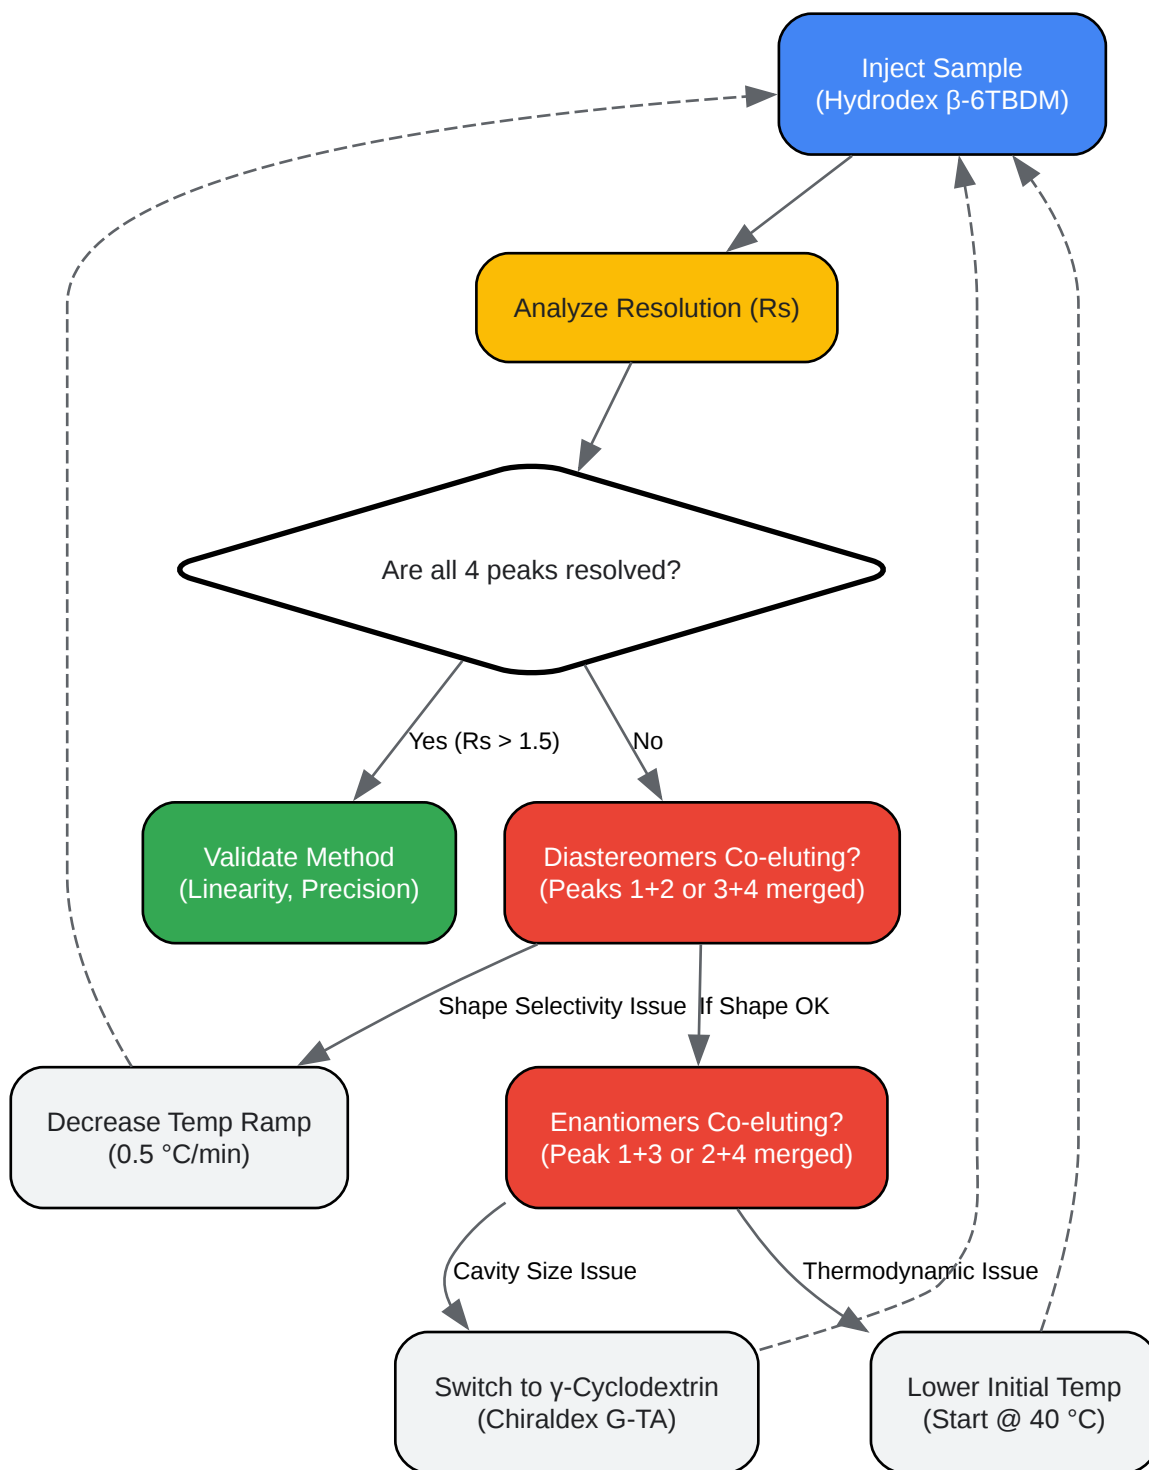 Inject Sample
(Hydrodex β-6TBDM)
Analyze Resolution (Rs)
Are all 4 peaks resolved?
Yes (Rs > 1.5)
No
Validate Method
(Linearity, Precision)
Diastereomers Co-eluting?
(Peaks 1+2 or 3+4 merged)
Shape Selectivity Issue
If Shape OK
Decrease Temp Ramp
(0.5 °C/min)
Enantiomers Co-eluting?
(Peak 1+3 or 2+4 merged)
Cavity Size Issue
Thermodynamic Issue
Switch to γ-Cyclodextrin
(Chiraldex G-TA)
Lower Initial Temp
(Start @ 40 °C)